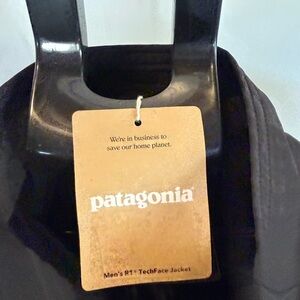 We're in business to
save our home planet.
patagonia®
Men's R1® TechFace Jacket